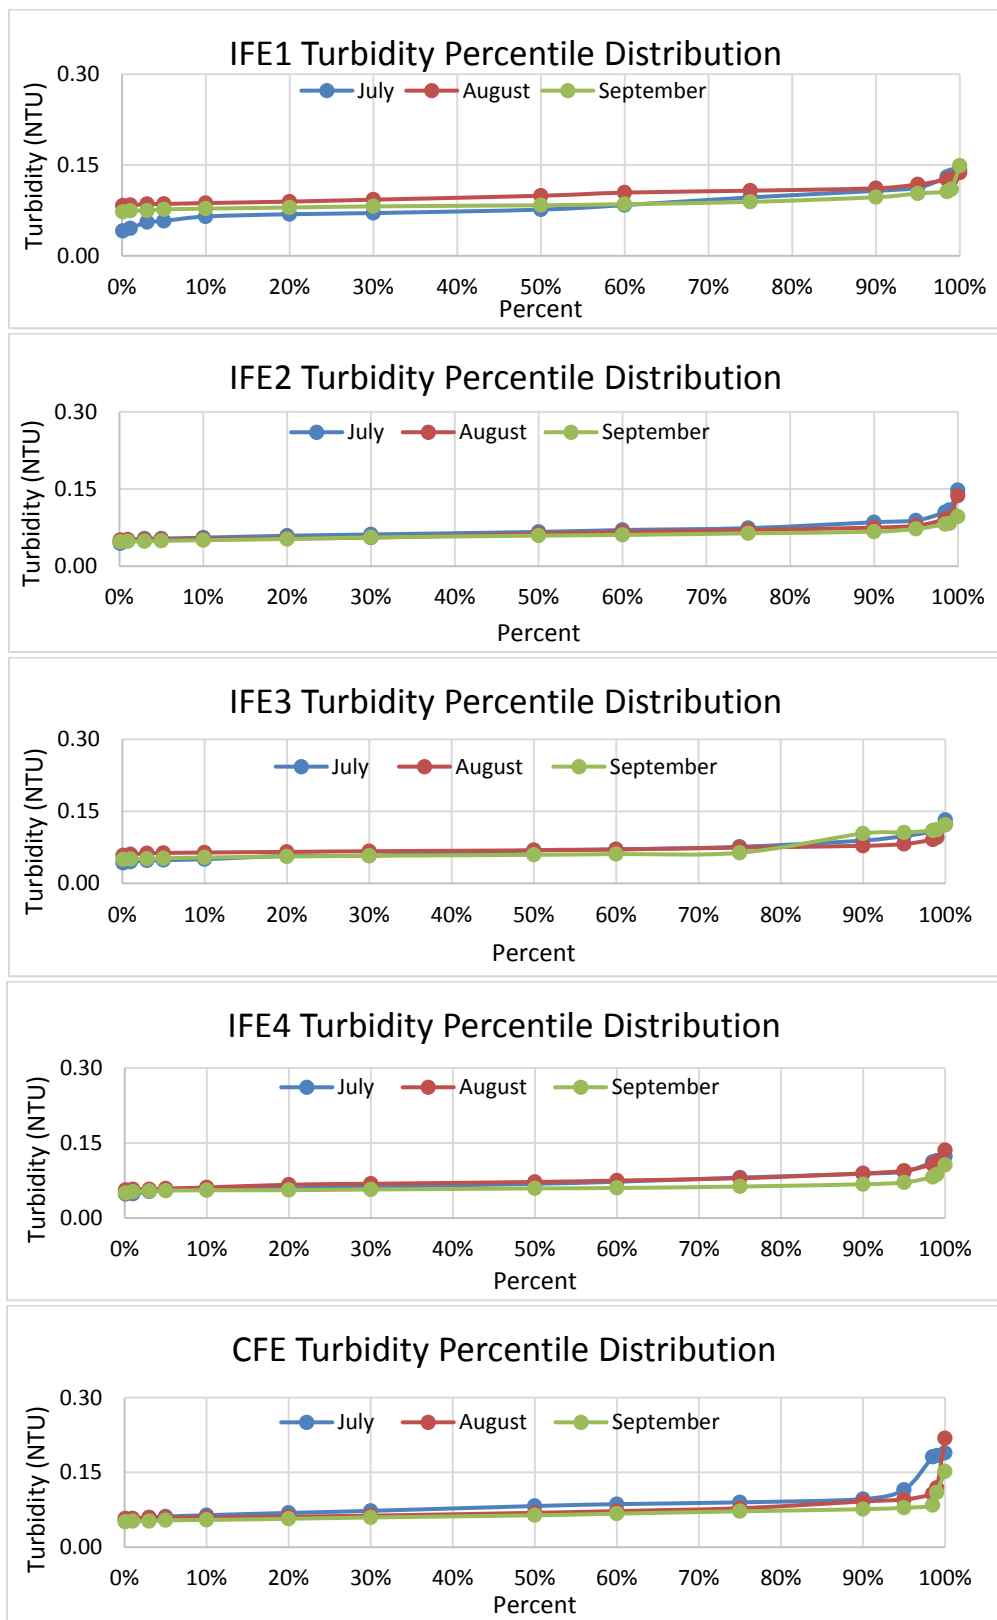 IFE1 Turbidity Percentile Distribution
July August September
Turbidity (NTU)
0.30
0.15
0.00
0% 10% 20% 30% 40% 50% 60% 70% 80% 90% 100%
Percent
IFE2 Turbidity Percentile Distribution
July August September
Turbidity (NTU)
0.30
0.15
0.00
0% 10% 20% 30% 40% 50% 60% 70% 80% 90% 100%
Percent
IFE3 Turbidity Percentile Distribution
July August September
Turbidity (NTU)
0.30
0.15
0.00
0% 10% 20% 30% 40% 50% 60% 70% 80% 90% 100%
Percent
IFE4 Turbidity Percentile Distribution
July August September
Turbidity (NTU)
0.30
0.15
0.00
0% 10% 20% 30% 40% 50% 60% 70% 80% 90% 100%
Percent
CFE Turbidity Percentile Distribution
July August September
Turbidity (NTU)
0.30
0.15
0.00
0% 10% 20% 30% 40% 50% 60% 70% 80% 90% 100%
Percent